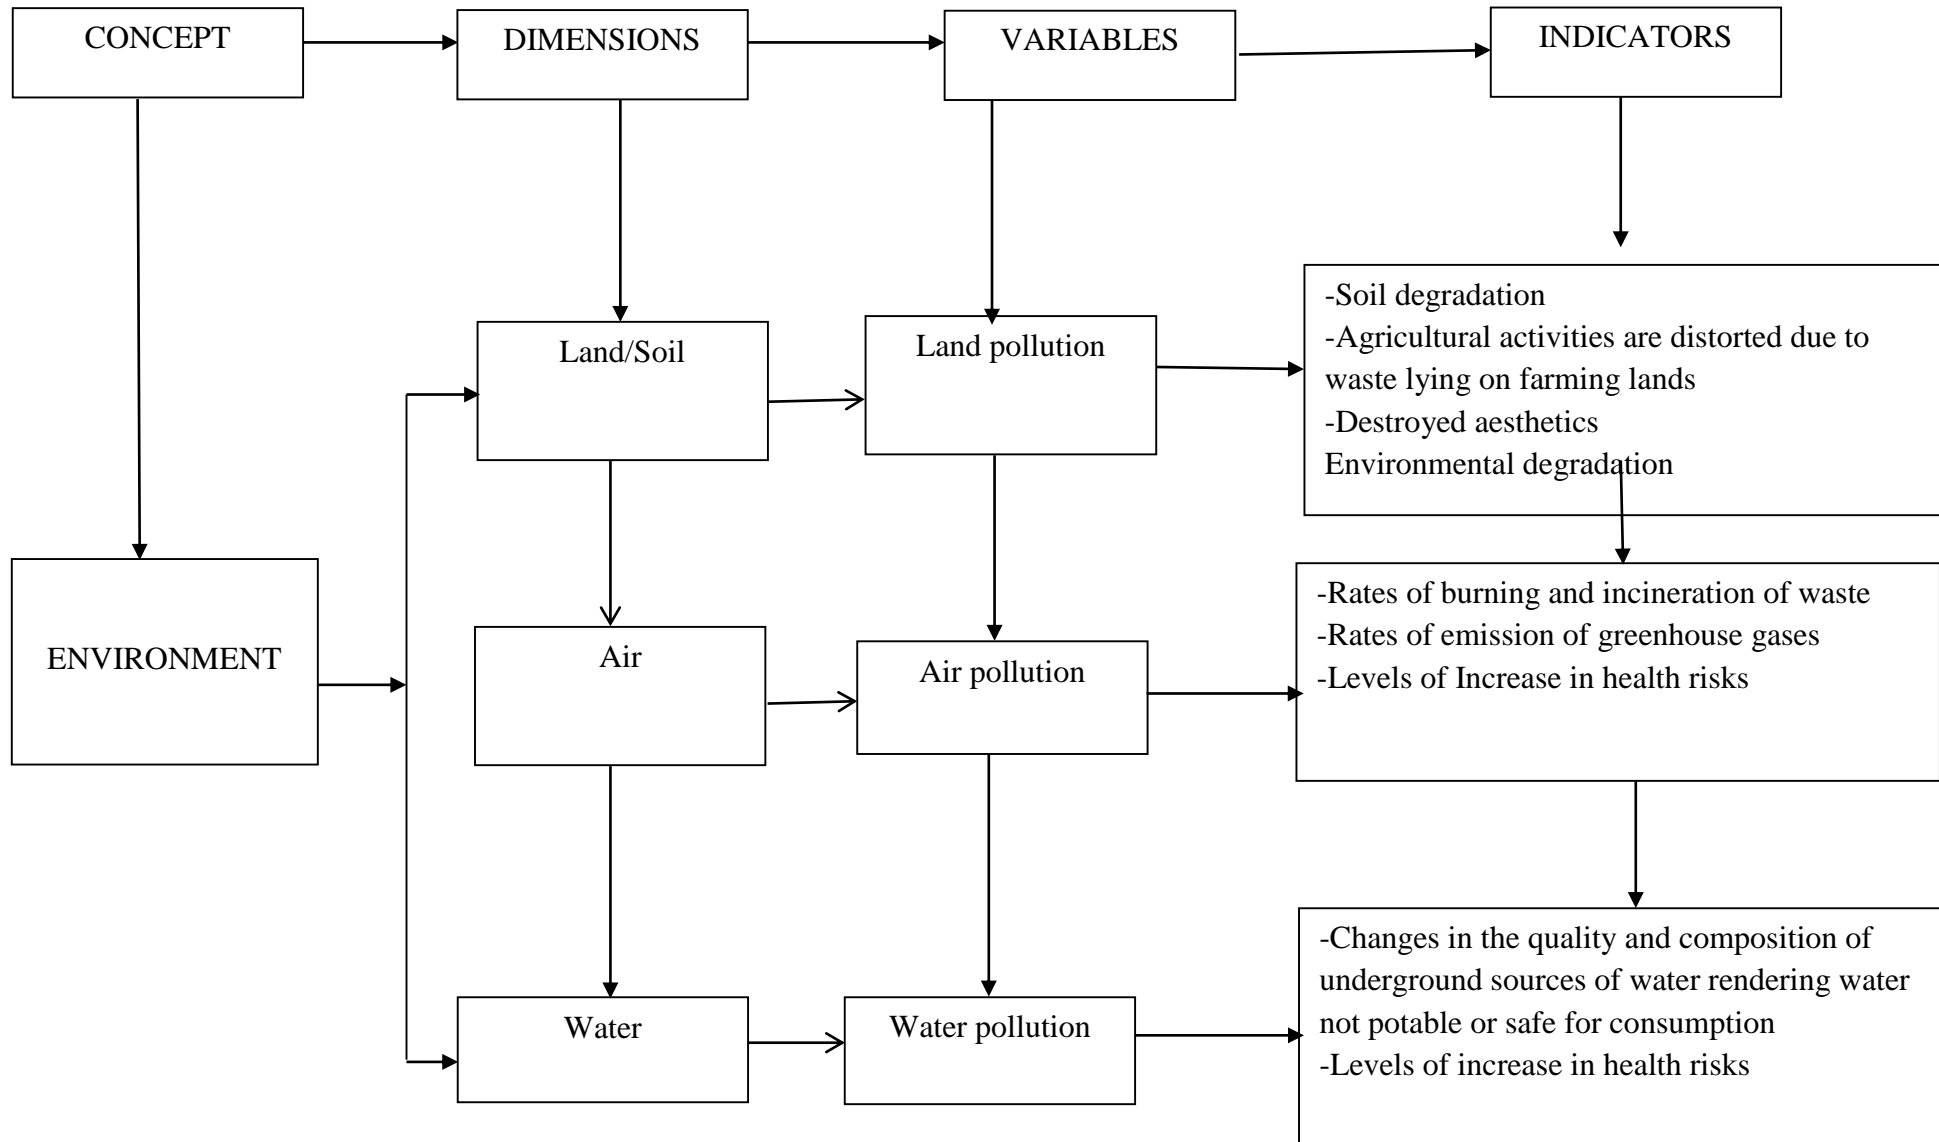 CONCEPT
DIMENSIONS
VARIABLES
INDICATORS
Land/Soil
Land pollution
-Soil degradation
-Agricultural activities are distorted due to
waste lying on farming lands
-Destroyed aesthetics
Environmental degradation
ENVIRONMENT
Air
Air pollution
-Rates of burning and incineration of waste
-Rates of emission of greenhouse gases
-Levels of Increase in health risks
Water
Water pollution
-Changes in the quality and composition of
underground sources of water rendering water
not potable or safe for consumption
-Levels of increase in health risks